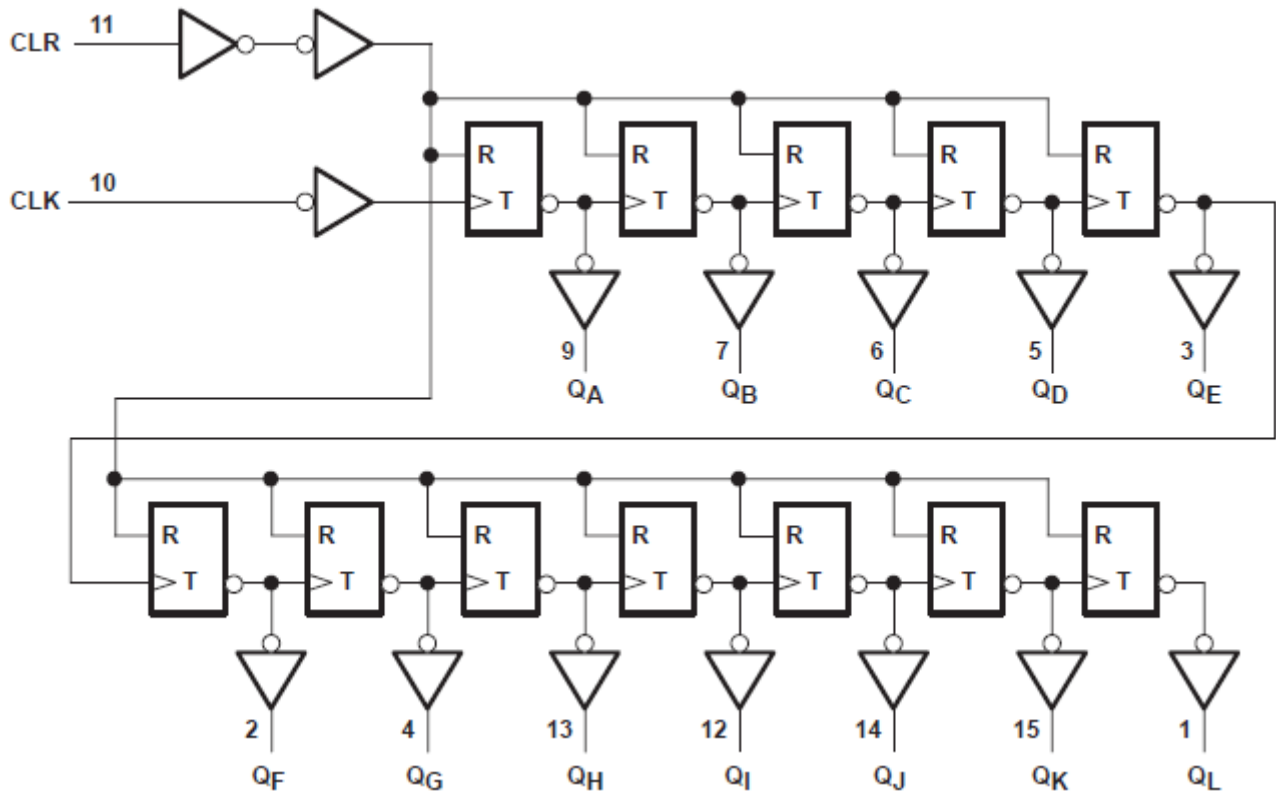 CLR 11
R R R R R
CLK 10
T T T T T
9 7 6 5 3
QA QB QC QD QE
R R R R R R R
T T T T T T T
2 4 13 12 14 15 1
QF QG QH QI QJ QK QL